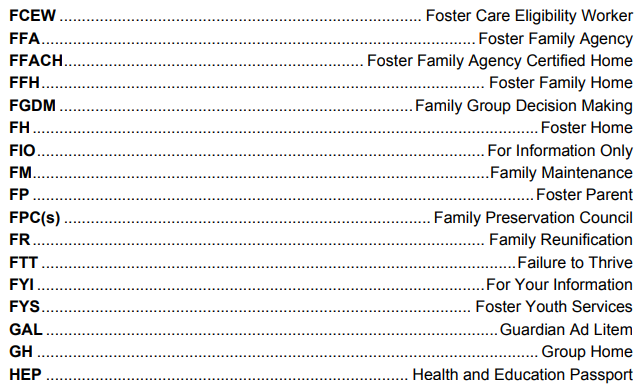 FCEW ........................................................................................ Foster Care Eligibility Worker
FFA..................................................................................................... Foster Family Agency
FFACH..................................................................... Foster Family Agency Certified Home
FFH ....................................................................................................... Foster Family Home
FGDM .................................................................................Family Group Decision Making
FH ..................................................................................................................Foster Home
FIO.......................................................................................................For Information Only
FM.......................................................................................................Family Maintenance
FP ...................................................................................................................Foster Parent
FPC(s) ..................................................................................... Family Preservation Council
FR ....................................................................................................... Family Reunification
FTT ............................................................................................................Failure to Thrive
FYI .......................................................................................................For Your Information
FYS.................................................................................................... Foster Youth Services
GAL .......................................................................................................Guardian Ad Litem
GH ..................................................................................................................Group Home
HEP ................................................................................ Health and Education Passport